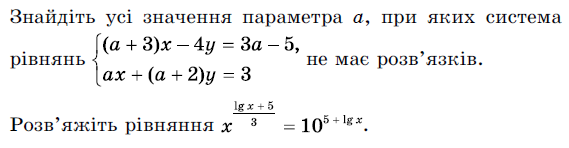 Знайдіть усі значення параметра a, при яких система
рівнянь {(a + 3)x − 4y = 3a − 5, ax + (a + 2)y = 3 не має розв’язків.
Розв’яжіть рівняння x^((lg x + 5)/3) = 10^(5 + lg x).